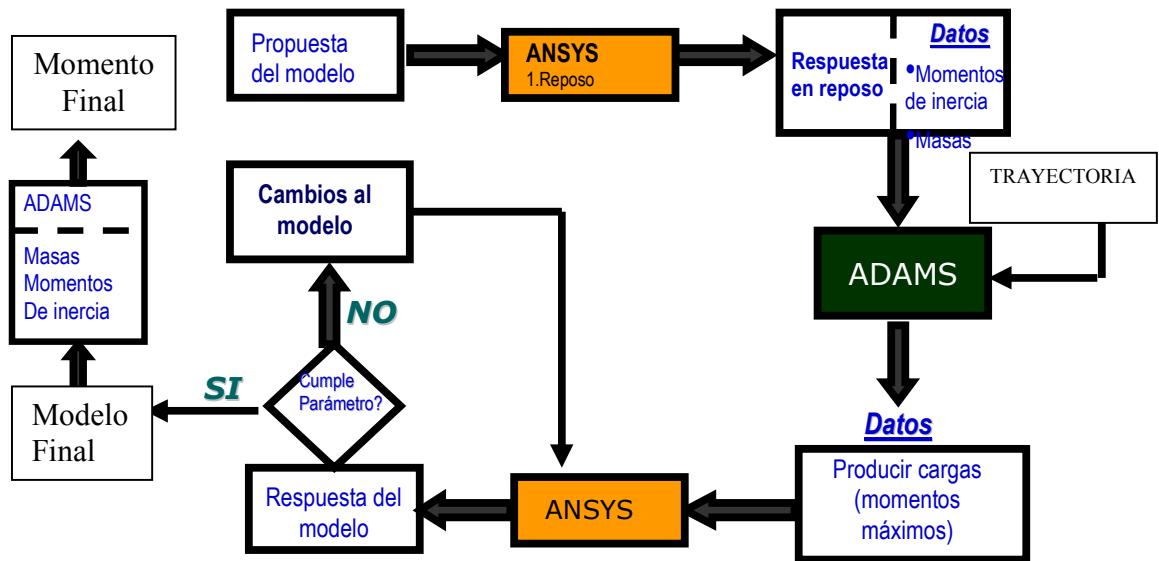 Propuesta
del modelo
ANSYS
1.Reposo
Respuesta
en reposo
Datos
•Momentos
de inercia
•Masas
TRAYECTORIA
ADAMS
Datos
Producir cargas
(momentos
máximos)
ANSYS
Respuesta del
modelo
Cumple
Parámetro?
NO
Cambios al
modelo
SI
Modelo
Final
ADAMS
Masas
Momentos
De inercia
Momento
Final